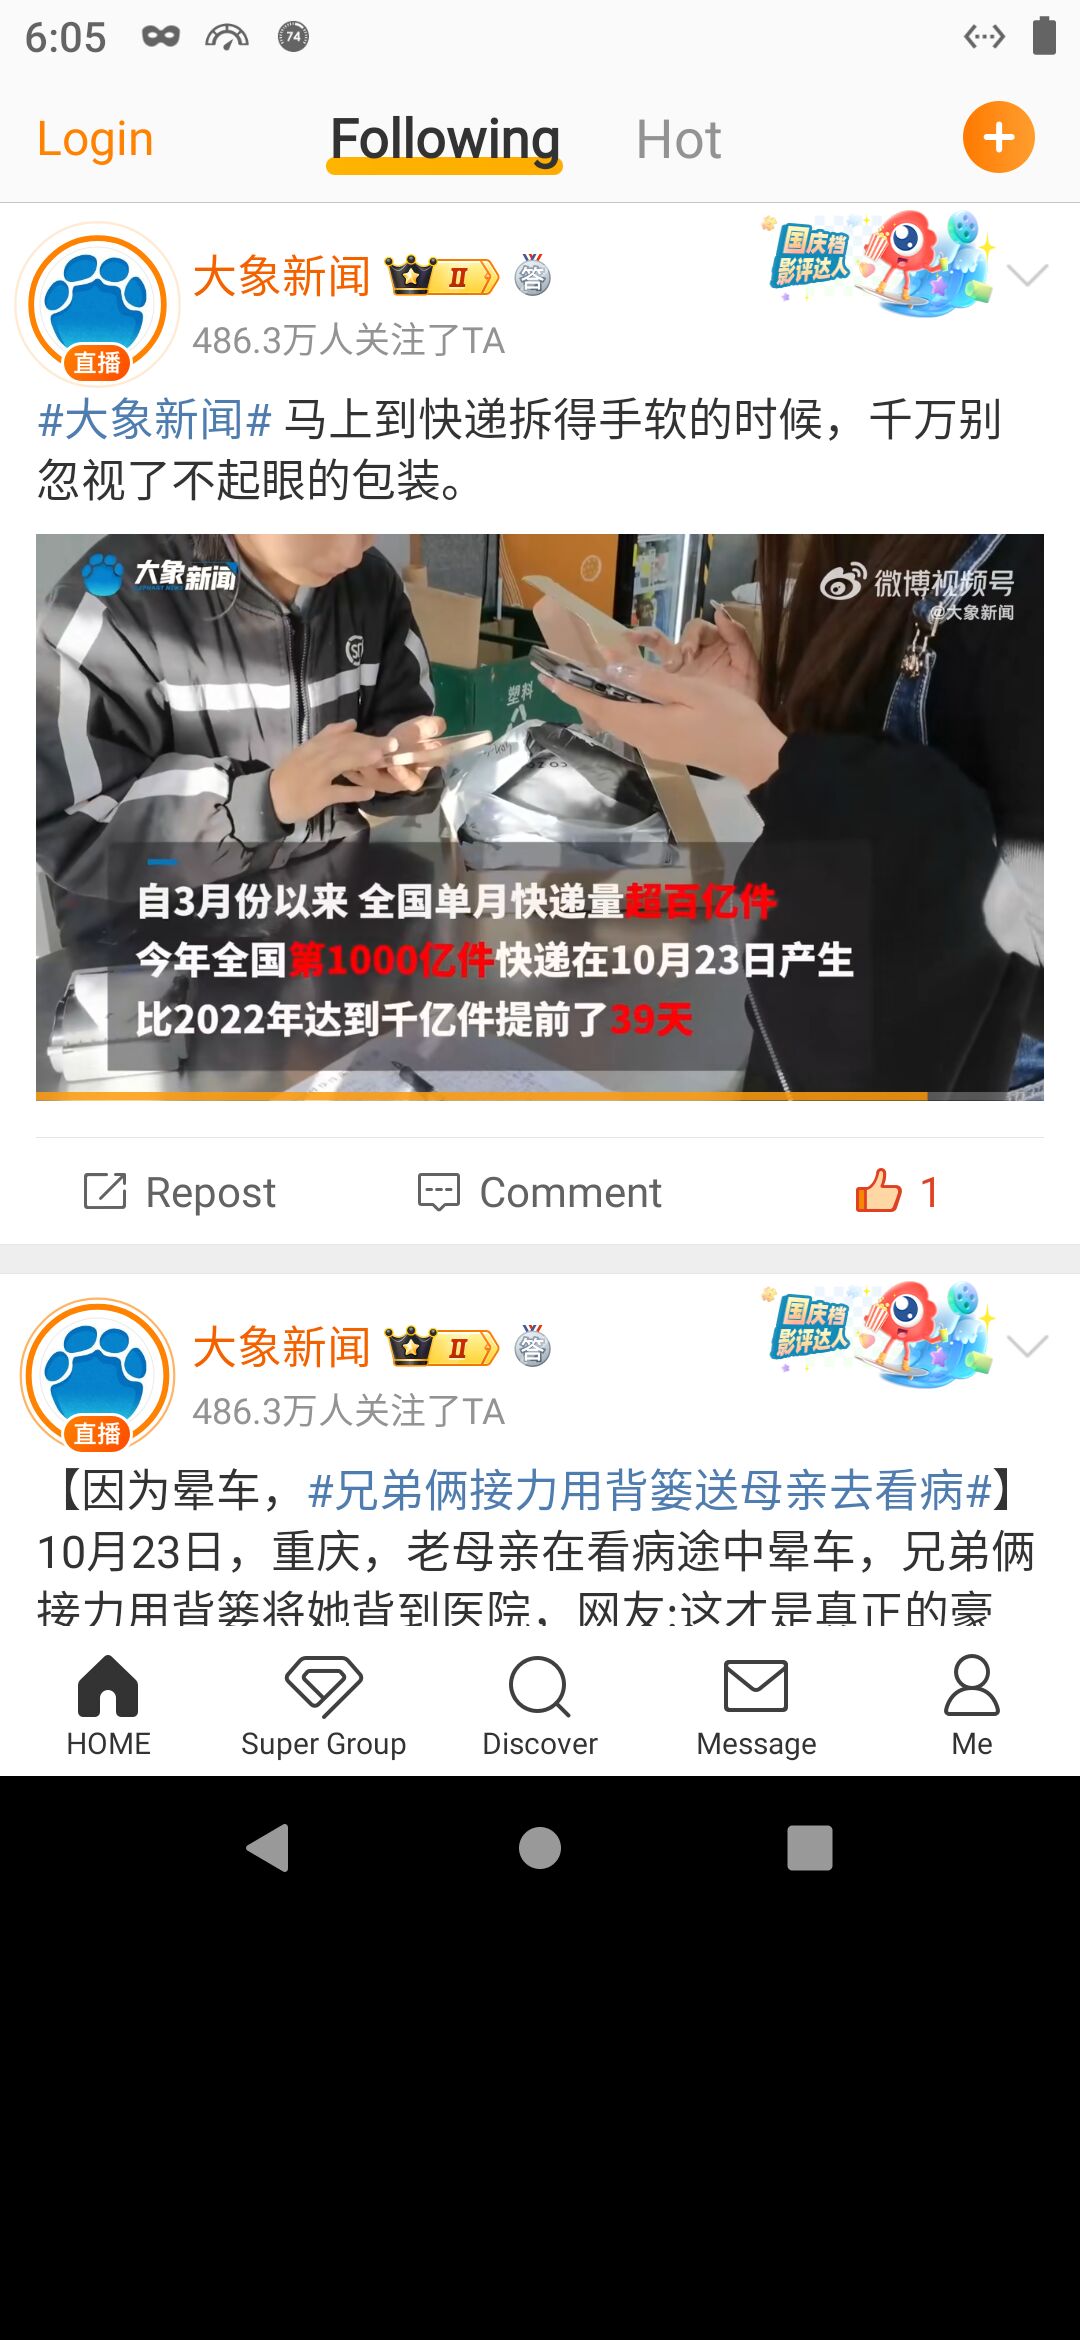 6:05
74
Login
Following
Hot
大象新闻
II
答
国庆档
影评达人
直播
486.3万人关注了TA
#大象新闻# 马上到快递拆得手软的时候，千万别
忽视了不起眼的包装。
大象新闻
ELEPHANT NEWS
微博视频号
@大象新闻
塑料
自3月份以来 全国单月快递量超百亿件
今年全国第1000亿件快递在10月23日产生
比2022年达到千亿件提前了39天
Repost
Comment
1
大象新闻
II
答
国庆档
影评达人
直播
486.3万人关注了TA
【因为晕车，#兄弟俩接力用背篓送母亲去看病#】
10月23日，重庆，老母亲在看病途中晕车，兄弟俩
接力用背篓将她背到医院，网友:这才是真正的豪
HOME
Super Group
Discover
Message
Me